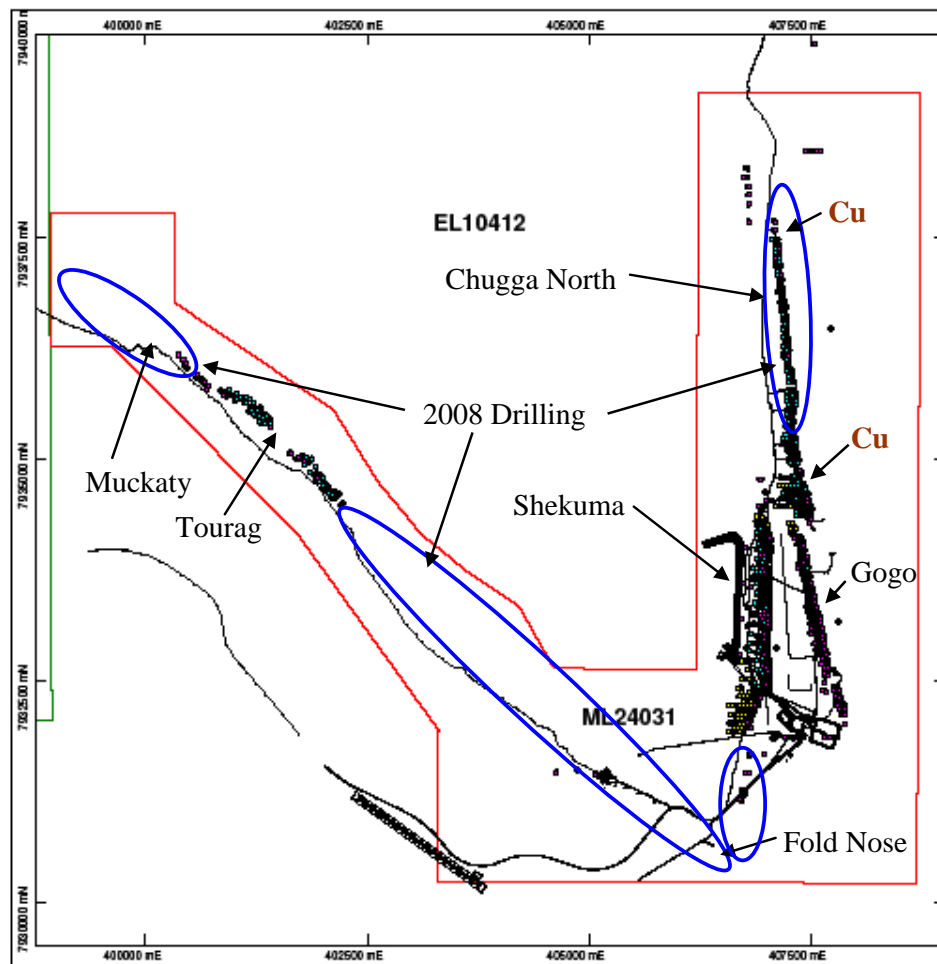 400000 mE 402500 mE 405000 mE 407500 mE
7940000 mN
EL10412
Cu
7937500 mN
Chugga North
2008 Drilling
Cu
Muckaty
7935000 mN
Shekuma
Tourag
Gogo
7932500 mN
ML24031
Fold Nose
7930000 mN
400000 mE 402500 mE 405000 mE 407500 mE